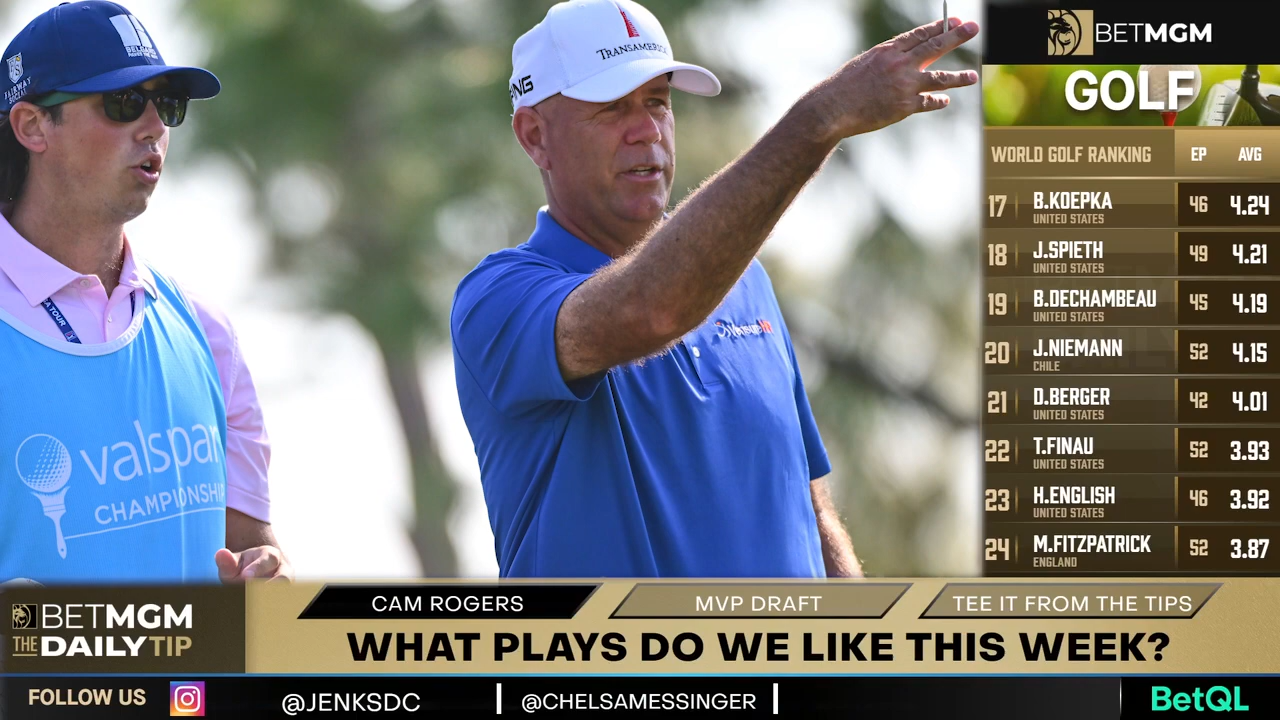 BELSPAR
FAIRWAY
SOCIETY
A TOUR
valspar
CHAMPIONSHIP
PING
TRANSAMERICA
BETMGM
GOLF
WORLD GOLF RANKING EP AVG
17 B.KOEPKA 46 4.24
UNITED STATES
18 J.SPIETH 49 4.21
UNITED STATES
19 B.DECHAMBEAU 45 4.19
UNITED STATES
20 J.NIEMANN 52 4.15
CHILE
21 D.BERGER 42 4.01
UNITED STATES
22 T.FINAU 52 3.93
UNITED STATES
23 H.ENGLISH 46 3.92
UNITED STATES
24 M.FITZPATRICK 52 3.87
ENGLAND
BETMGM
THE DAILY TIP
CAM ROGERS MVP DRAFT TEE IT FROM THE TIPS
WHAT PLAYS DO WE LIKE THIS WEEK?
FOLLOW US @JENKSDC @CHELSAMESSINGER BetQL